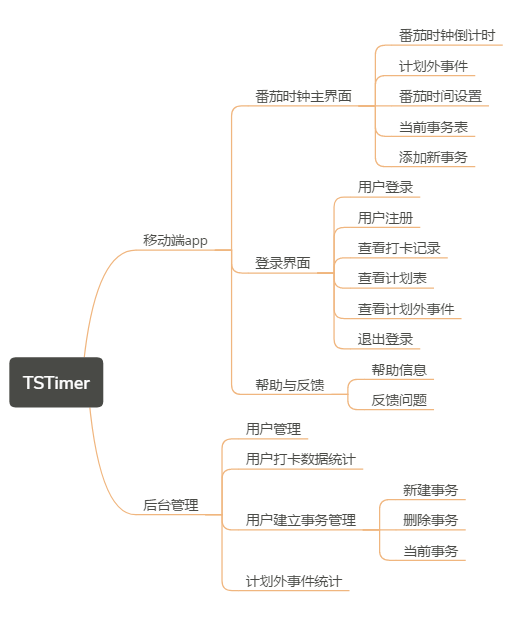 TSTimer
移动端app
番茄时钟主界面
番茄时钟倒计时
计划外事件
番茄时间设置
当前事务表
添加新事务
登录界面
用户登录
用户注册
查看打卡记录
查看计划表
查看计划外事件
退出登录
帮助与反馈
帮助信息
反馈问题
后台管理
用户管理
用户打卡数据统计
用户建立事务管理
新建事务
删除事务
当前事务
计划外事件统计